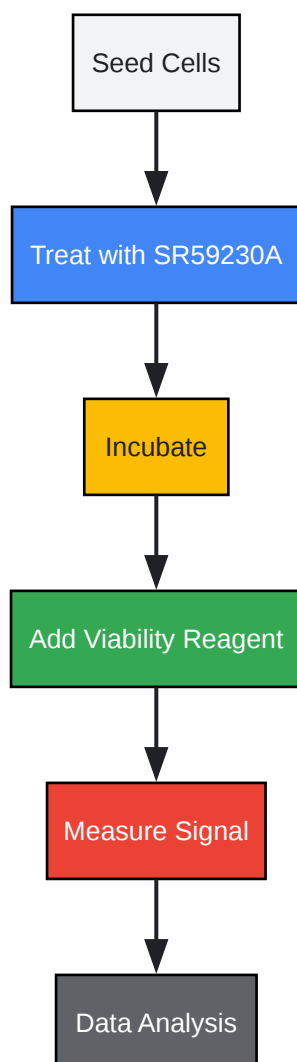 Seed Cells
Treat with SR59230A
Incubate
Add Viability Reagent
Measure Signal
Data Analysis